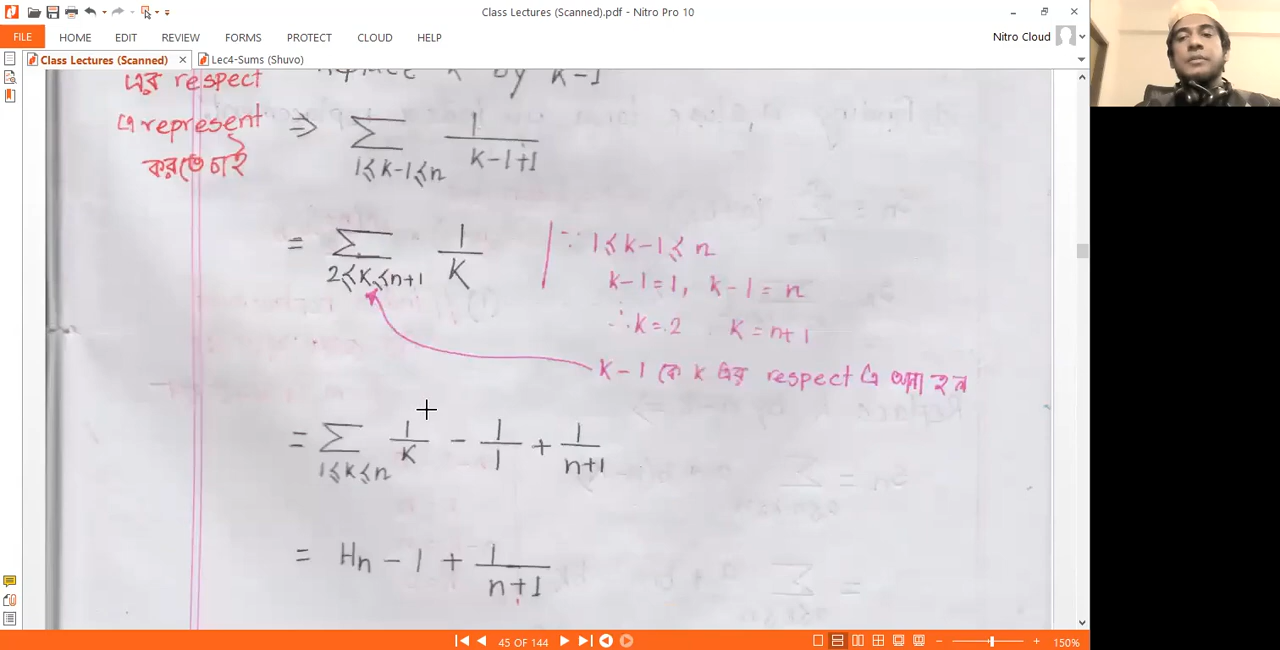 Class Lectures (Scanned).pdf - Nitro Pro 10
FILE HOME EDIT REVIEW FORMS PROTECT CLOUD HELP
Nitro Cloud
Class Lectures (Scanned) × Lec4-Sums (Shuvo)
এর respect by k-1
এ represent ⇒ ∑ 1≤k-1≤n 1/(k-1+1)
করতে চাই
= ∑ 2≤K≤n+1 1/K | ∵ 1≤k-1≤n
k-1=1, k-1=n
∴k=2 K=n+1
k-1 কে k এর respect এ আনা হল
= ∑ 1≤k≤n 1/K - 1/1 + 1/(n+1)
= Hn - 1 + 1/(n+1)
45 OF 144
150%